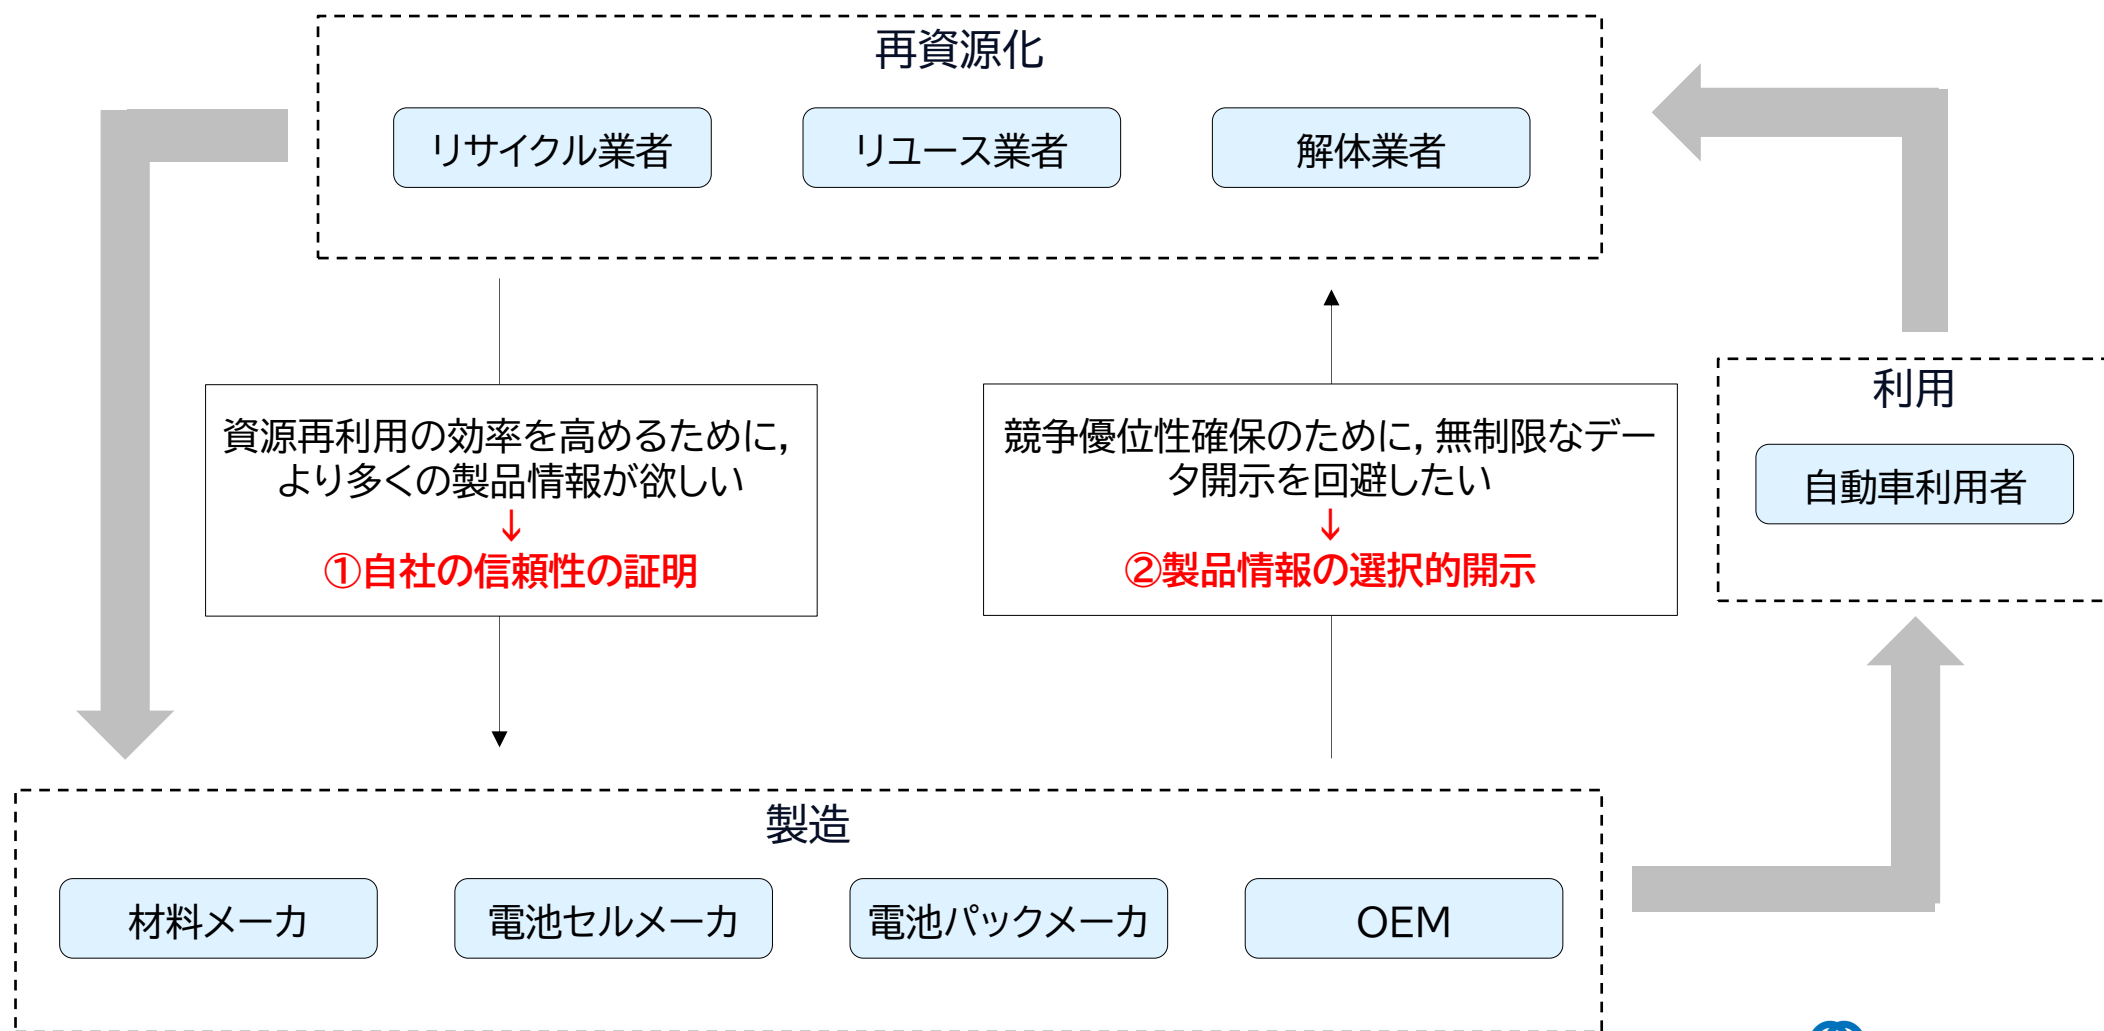 再資源化
リサイクル業者
リユース業者
解体業者
資源再利用の効率を高めるために,
より多くの製品情報が欲しい
↓
①自社の信頼性の証明
競争優位性確保のために, 無制限なデー
タ開示を回避したい
↓
②製品情報の選択的開示
利用
自動車利用者
製造
材料メーカ
電池セルメーカ
電池パックメーカ
OEM